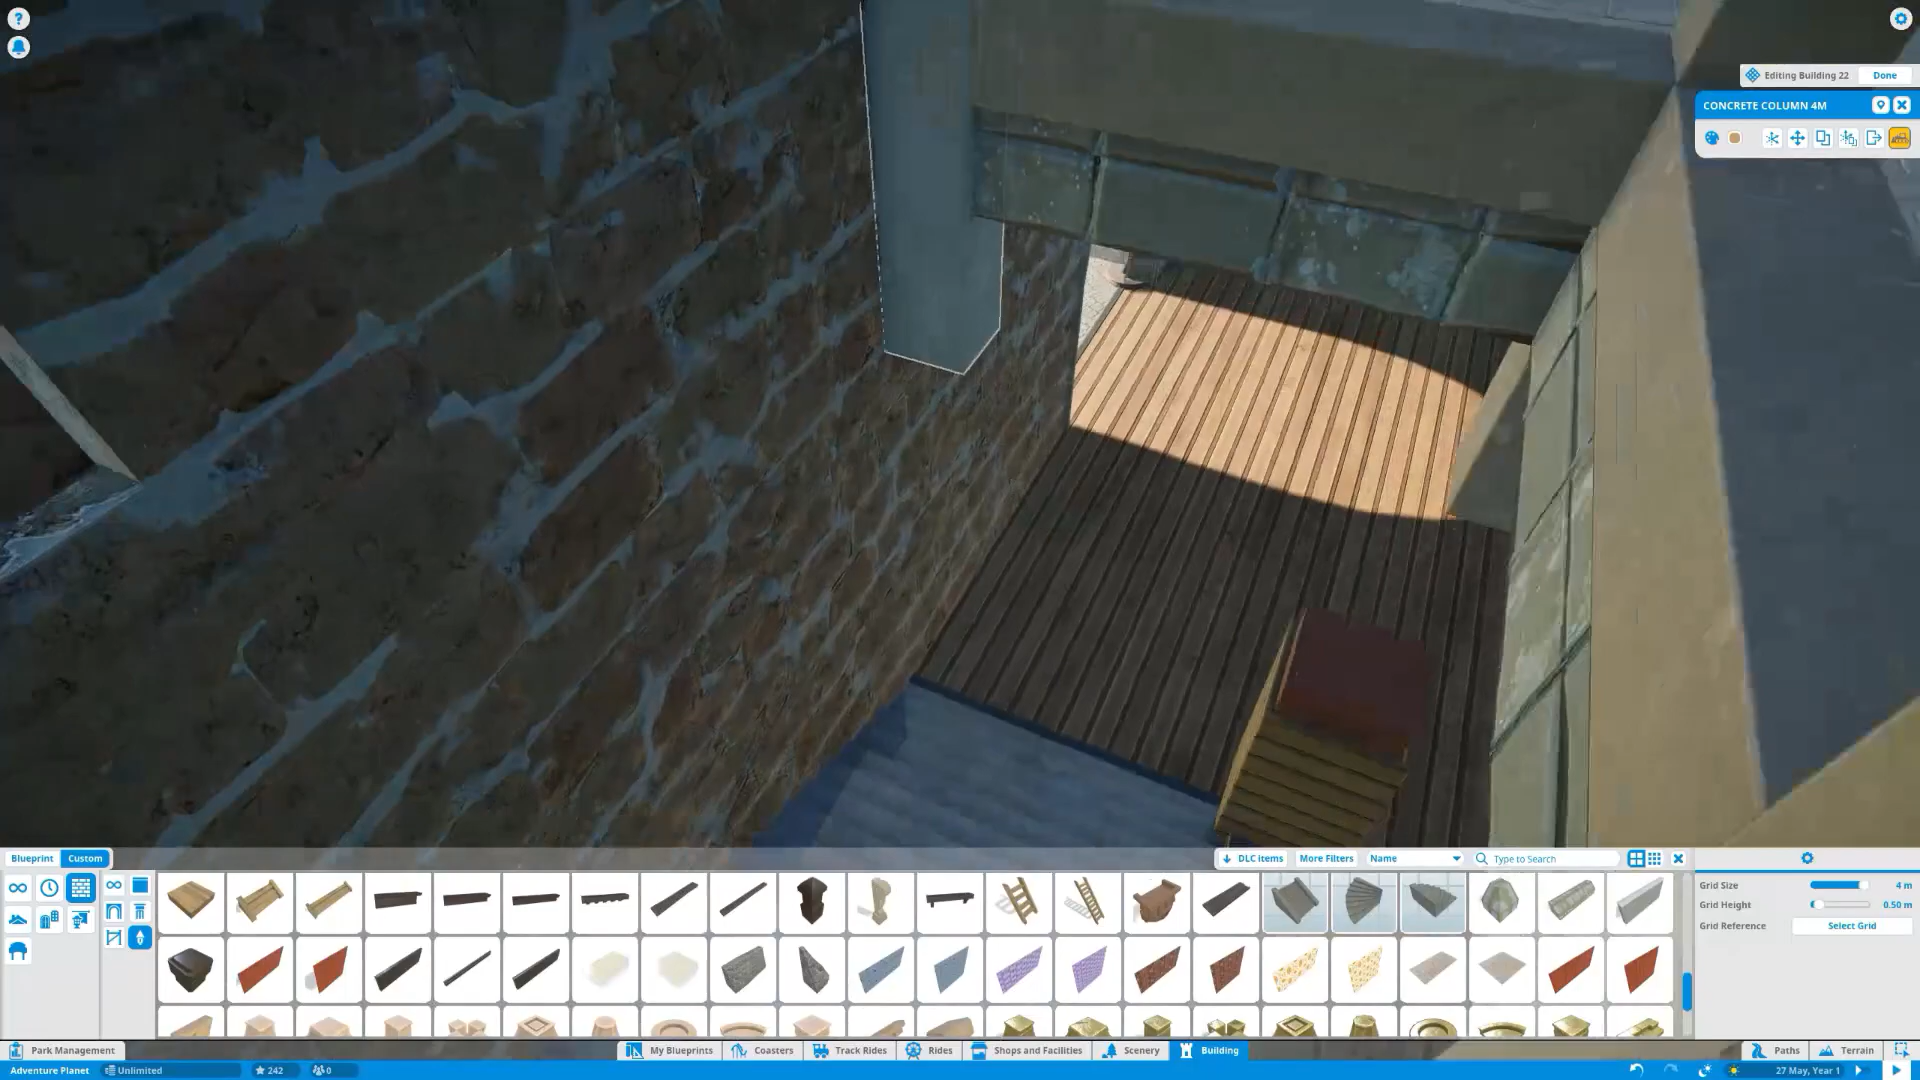 ?
Editing Building 22 Done
CONCRETE COLUMN 4M
Blueprint Custom
DLC items More Filters Name Type to Search
Grid Size 4 m
Grid Height 0.50 m
Grid Reference Select Grid
Park Management My Blueprints Coasters Track Rides Rides Shops and Facilities Scenery Building Paths Terrain
Adventure Planet Unlimited 242 0 27 May, Year 1